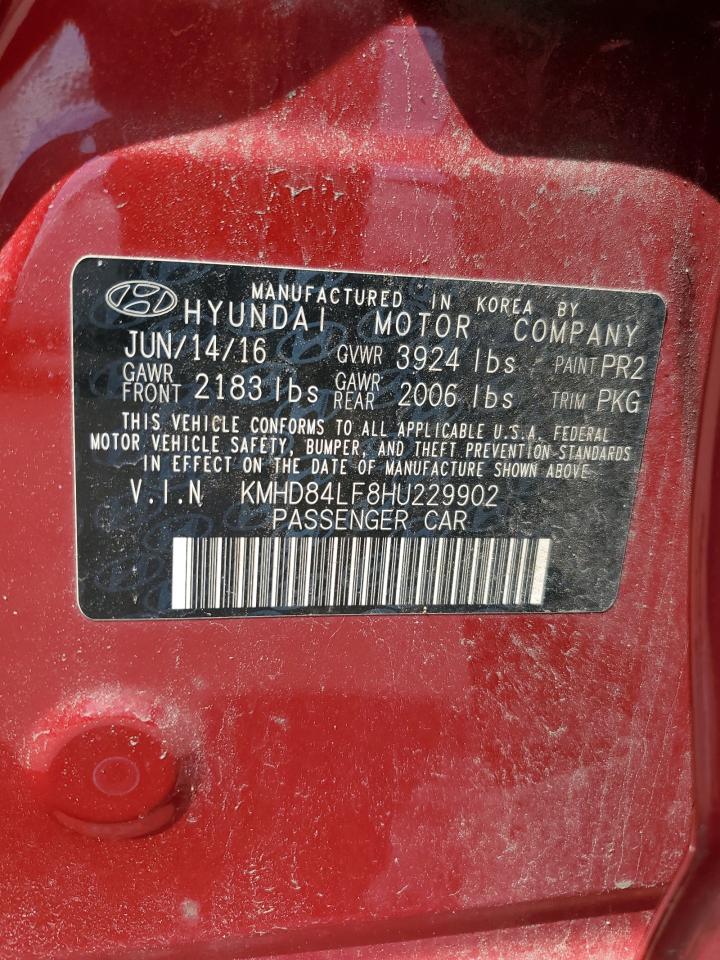 MANUFACTURED IN KOREA BY
HYUNDAI MOTOR COMPANY
JUN/14/16 GVWR 3924 lbs PAINT PR2
GAWR FRONT 2183 lbs GAWR REAR 2006 lbs TRIM PKG
THIS VEHICLE CONFORMS TO ALL APPLICABLE U.S.A. FEDERAL
MOTOR VEHICLE SAFETY, BUMPER, AND THEFT PREVENTION STANDARDS
IN EFFECT ON THE DATE OF MANUFACTURE SHOWN ABOVE
V.I.N KMHD84LF8HU229902
PASSENGER CAR